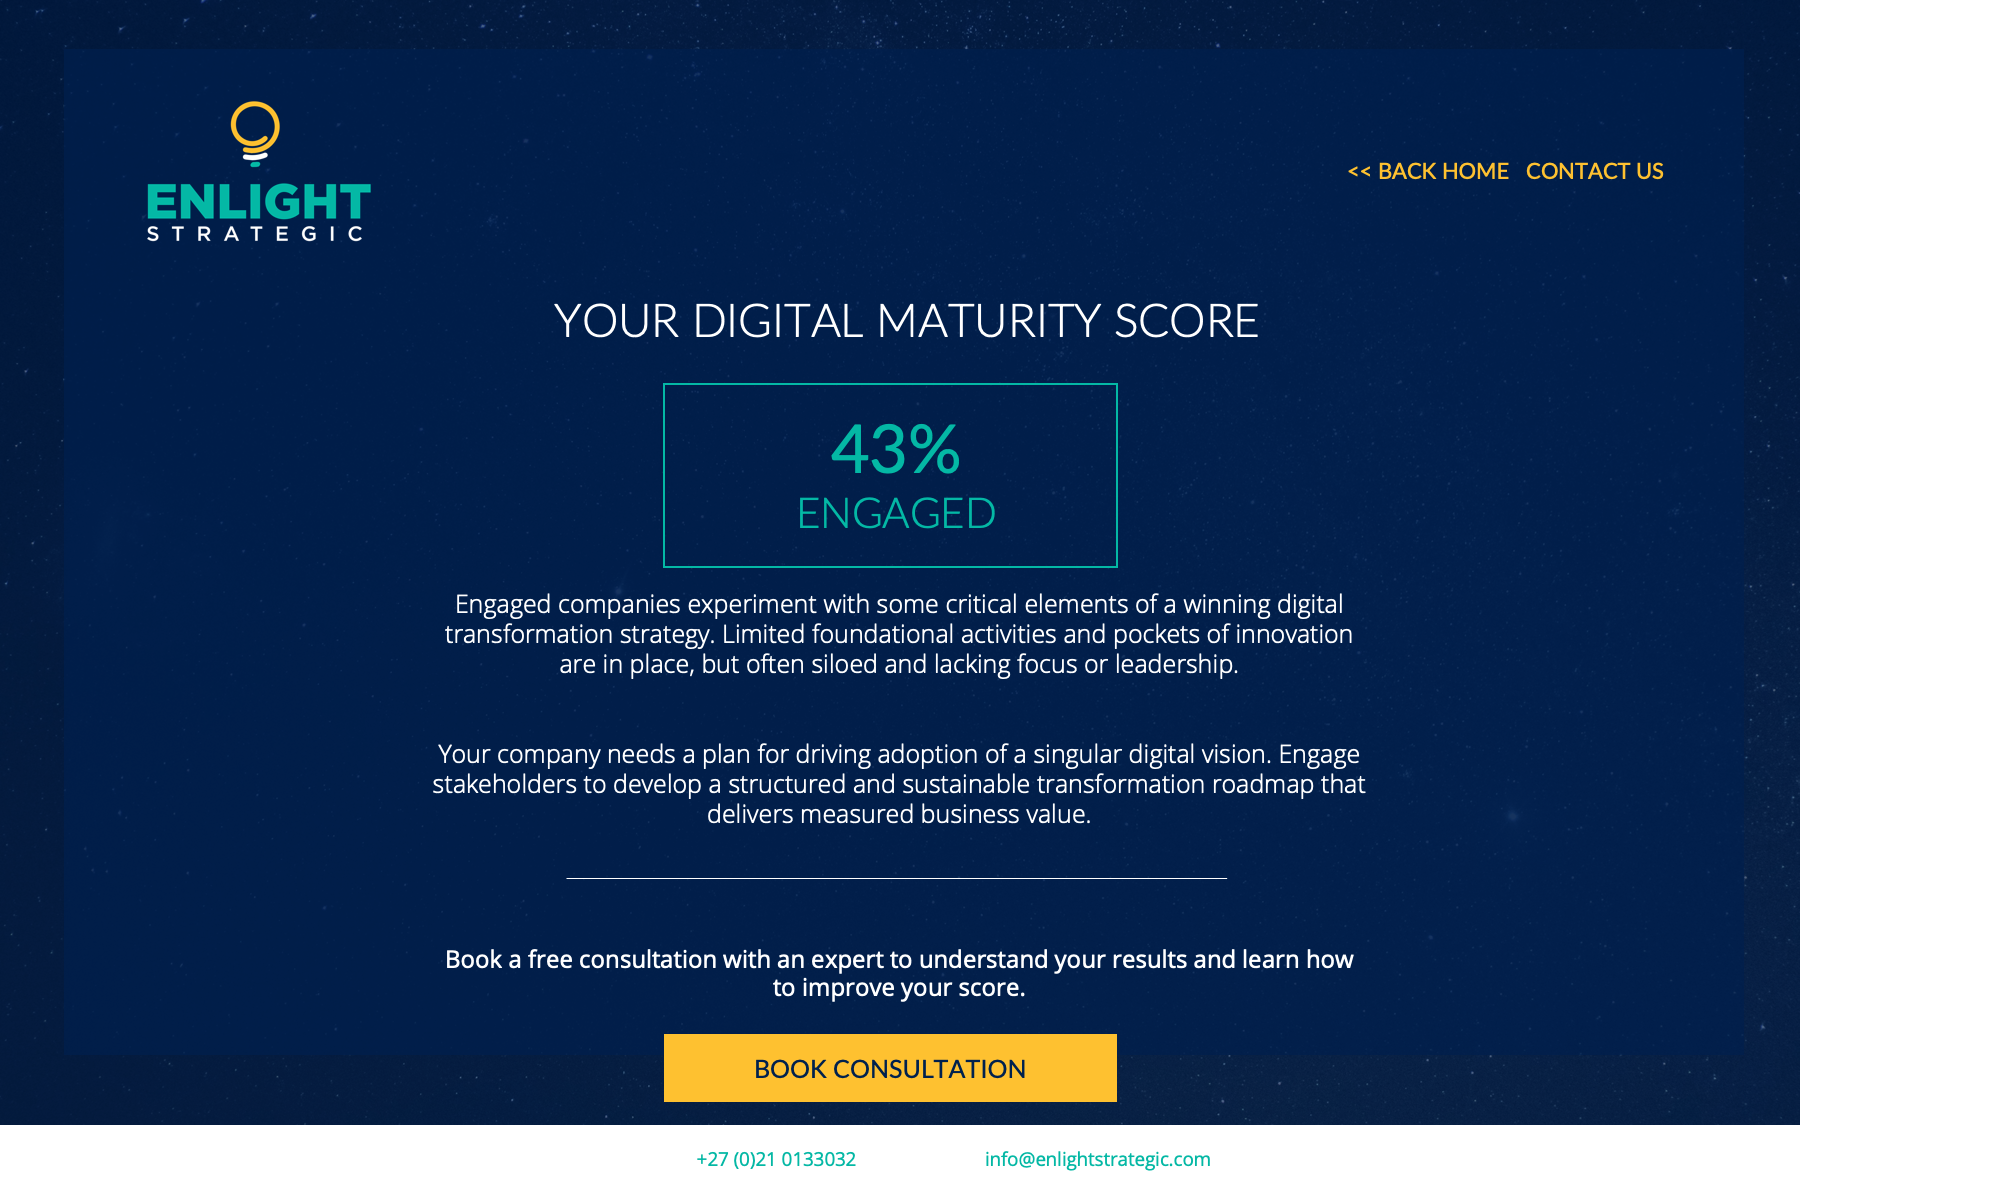 ENLIGHT
STRATEGIC
<< BACK HOME CONTACT US
YOUR DIGITAL MATURITY SCORE
43%
ENGAGED
Engaged companies experiment with some critical elements of a winning digital
transformation strategy. Limited foundational activities and pockets of innovation
are in place, but often siloed and lacking focus or leadership.
Your company needs a plan for driving adoption of a singular digital vision. Engage
stakeholders to develop a structured and sustainable transformation roadmap that
delivers measured business value.
Book a free consultation with an expert to understand your results and learn how
to improve your score.
BOOK CONSULTATION
+27 (0)21 0133032 info@enlightstrategic.com